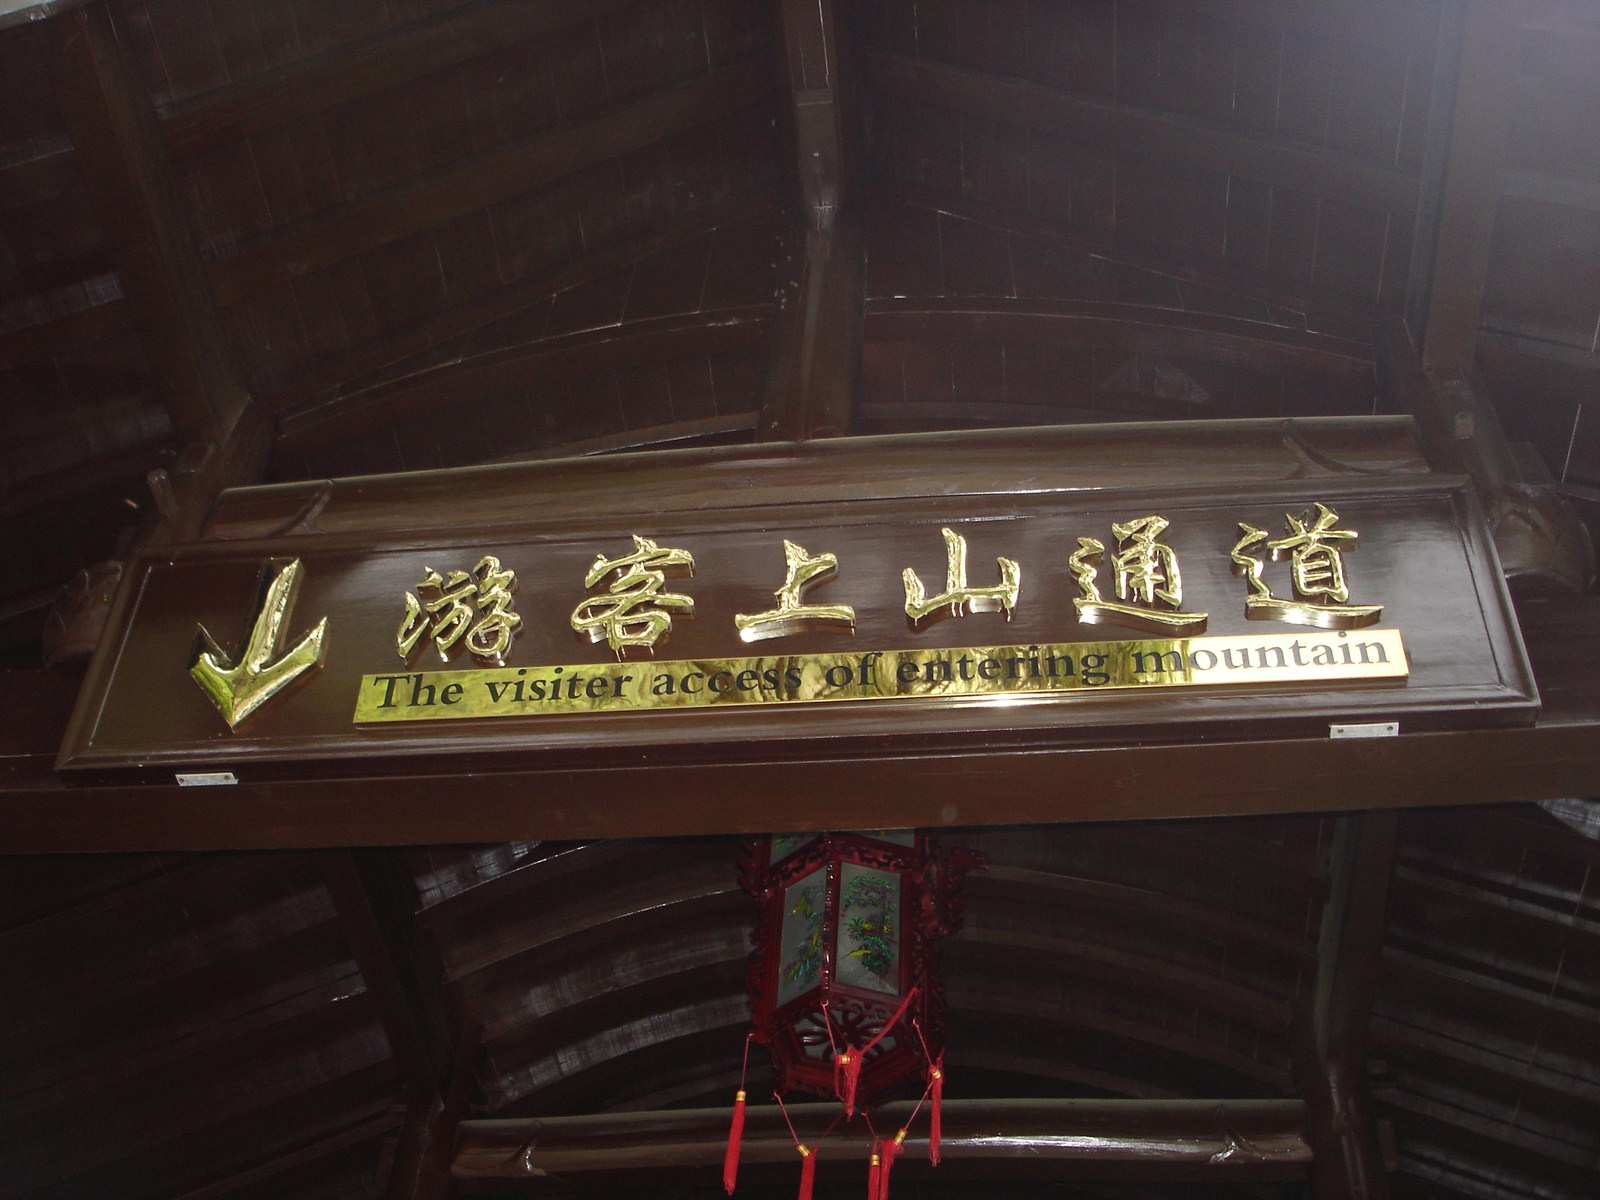 游客上山通道
The visiter access of entering mountain